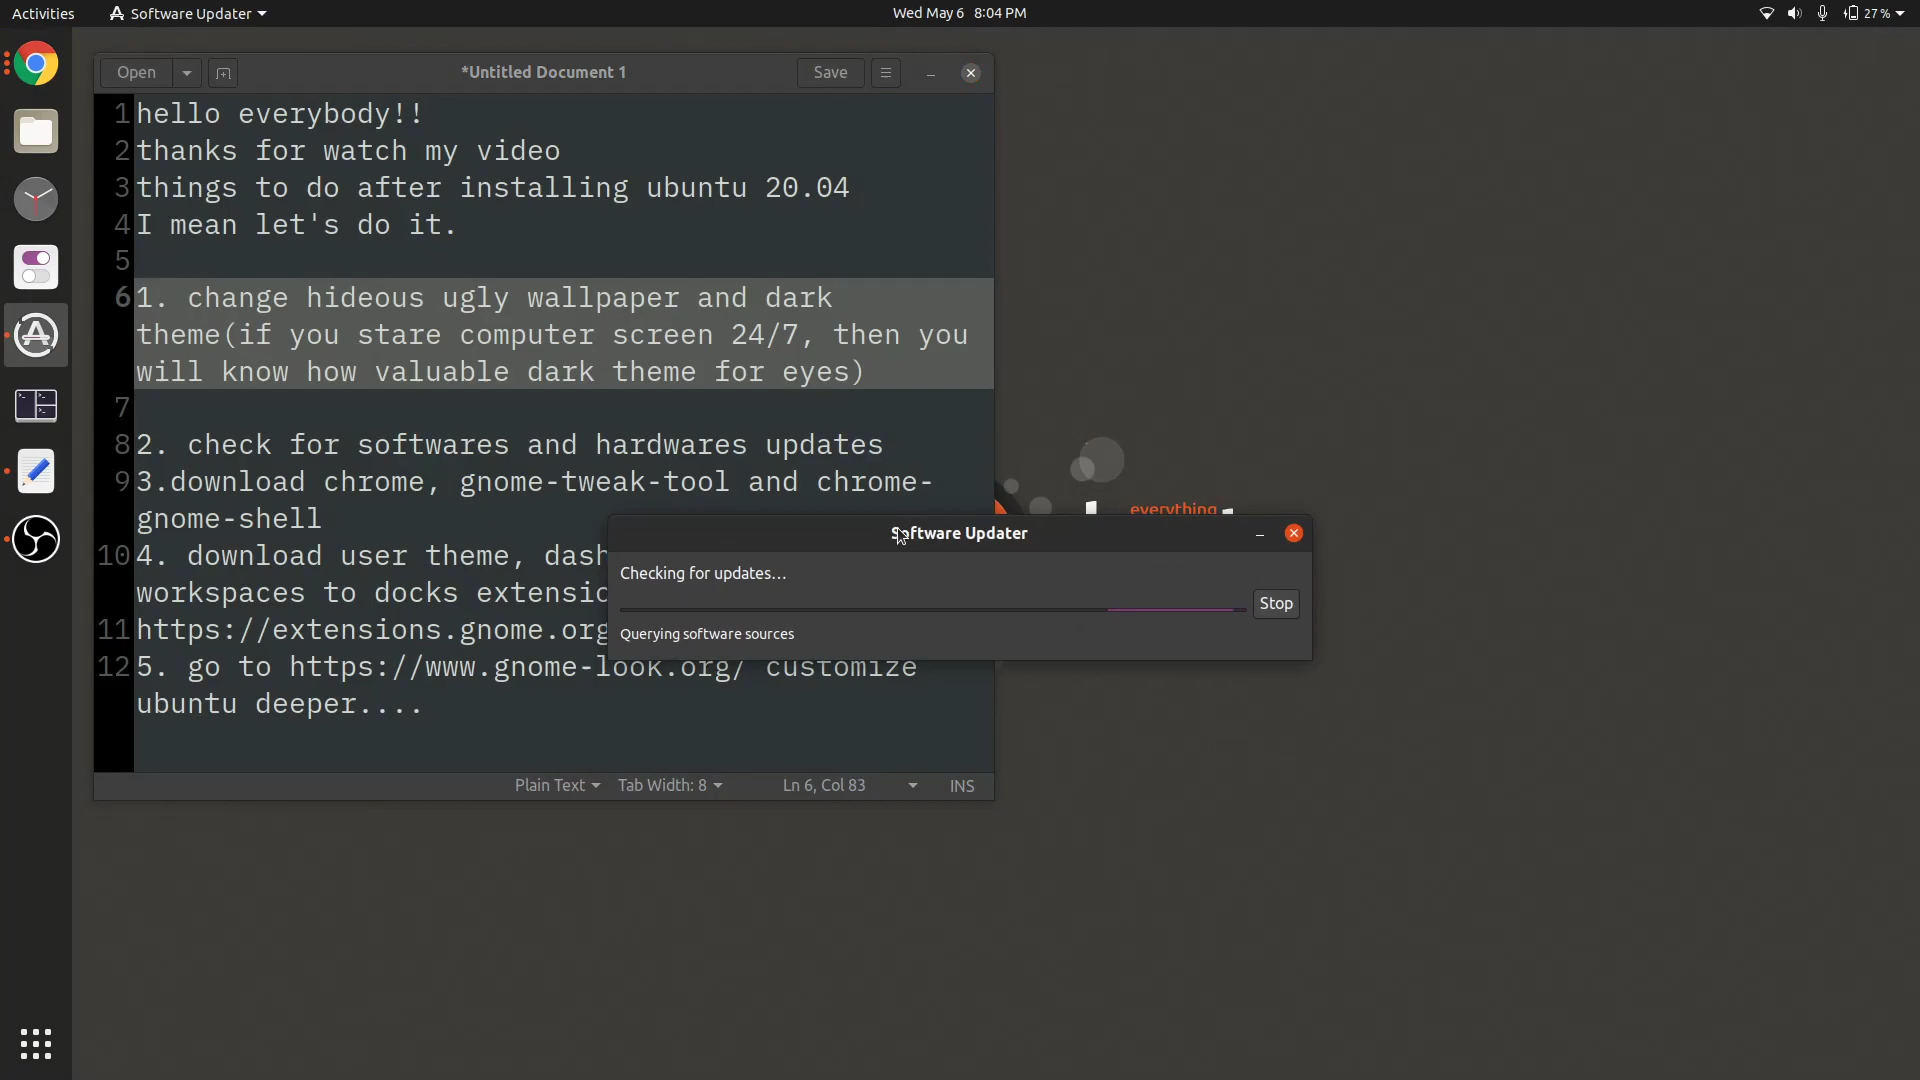 Activities
Software Updater
Wed May 6 8:04 PM
27 %
Open
*Untitled Document 1
Save
1 hello everybody!!
2 thanks for watch my video
3 things to do after installing ubuntu 20.04
4 I mean let's do it.
5
6 1. change hideous ugly wallpaper and dark
theme(if you stare computer screen 24/7, then you
will know how valuable dark theme for eyes)
7
8 2. check for softwares and hardwares updates
9 3.download chrome, gnome-tweak-tool and chrome-
gnome-shell
10 4. download user theme, dash
workspaces to docks extensio
11 https://extensions.gnome.org
12 5. go to https://www.gnome-look.org/ customize
ubuntu deeper....
everything
Software Updater
Checking for updates…
Stop
Querying software sources
Plain Text
Tab Width: 8
Ln 6, Col 83
INS